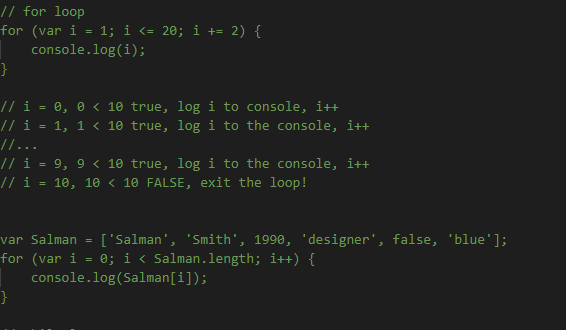 // for loop
for (var i = 1; i <= 20; i += 2) {
    console.log(i);
}
// i = 0, 0 < 10 true, log i to console, i++
// i = 1, 1 < 10 true, log i to the console, i++
//...
// i = 9, 9 < 10 true, log i to the console, i++
// i = 10, 10 < 10 FALSE, exit the loop!
var Salman = ['Salman', 'Smith', 1990, 'designer', false, 'blue'];
for (var i = 0; i < Salman.length; i++) {
    console.log(Salman[i]);
}